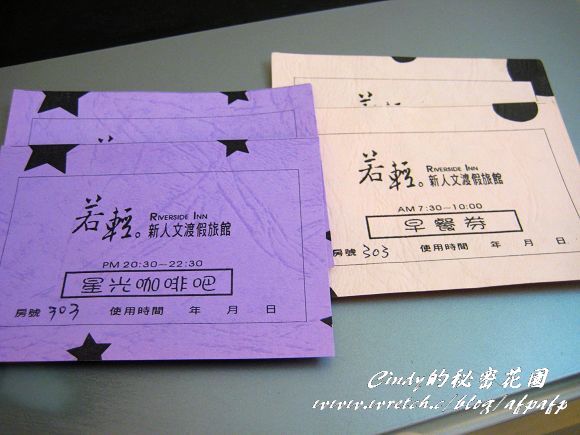 若輕。 RIVERSIDE INN
新人文渡假旅館
PM 20:30~22:30
星光咖啡吧
房號 303 使用時間 年 月 日
若輕。 RIVERSIDE INN
新人文渡假旅館
AM 7:30~10:00
早餐券
房號 303 使用時間 年 月 日
Cindy的秘密花園
www.wretch.cc/blog/afpafp